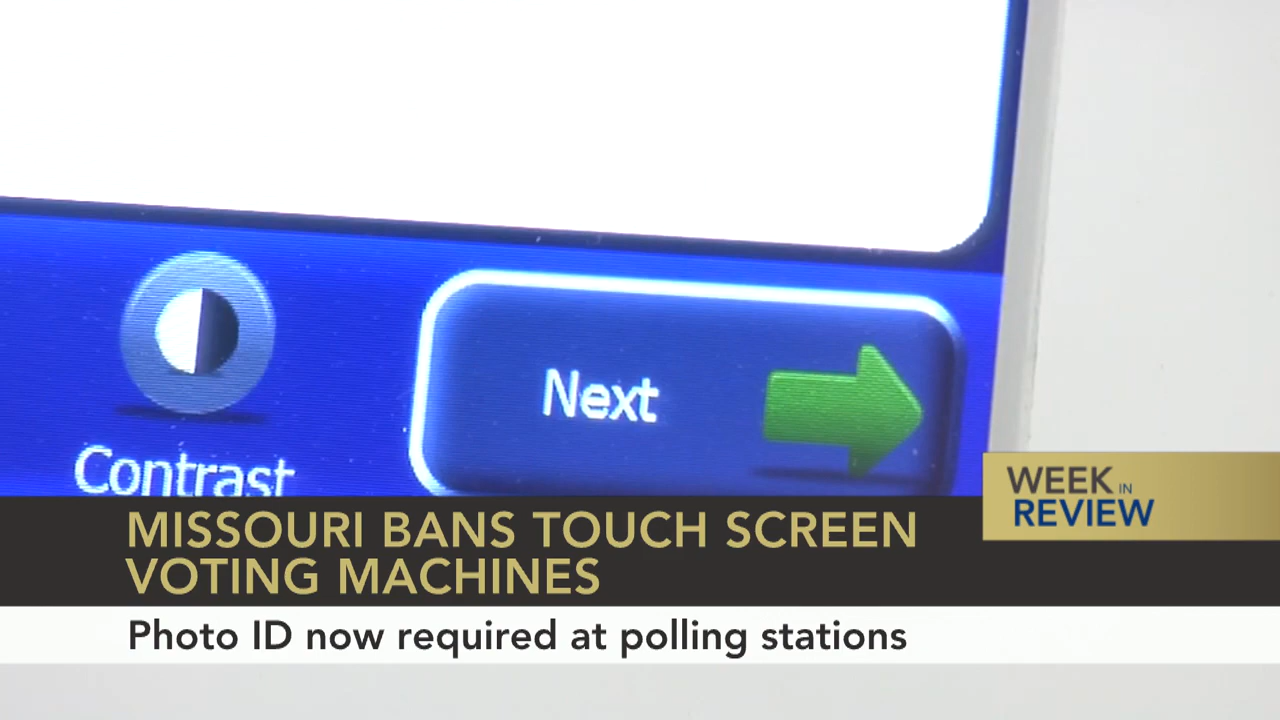 Next
Contrast
WEEK IN
REVIEW
MISSOURI BANS TOUCH SCREEN
VOTING MACHINES
Photo ID now required at polling stations